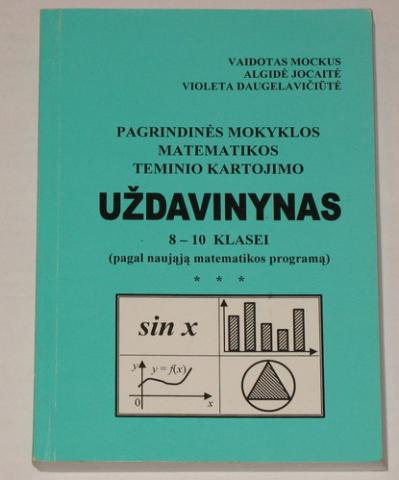 VAIDOTAS MOCKUS
ALGIDĖ JOCAITĖ
VIOLETA DAUGELAVIČIŪTĖ
PAGRINDINĖS MOKYKLOS
MATEMATIKOS
TEMINIO KARTOJIMO
UŽDAVINYNAS
8 – 10 KLASEI
(pagal naująją matematikos programą)
* * *
sin x
y
y = f(x)
0
x